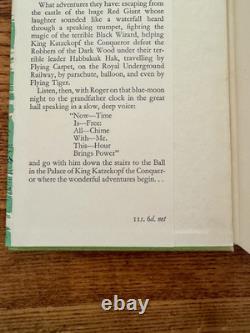 What adventures they have: escaping from
the castle of the huge Red Giant whose
laughter sounded like a waterfall heard
through a speaking trumpet, fighting the
magic of the terrible Black Wizard, helping
King Katzekopf the Conqueror defeat the
Robbers of the Dark Wood under their ter-
rible leader Habbakuk Hak, travelling by
Flying Carpet, on the Royal Underground
Railway, by parachute, balloon, and even by
Flying Tiger.
Listen, then, with Roger on that blue-moon
night to the grandfather clock in the great
hall speaking in a slow, deep voice:
"Now—Time
Is—Free:
All—Chime
With—Me.
This—Hour
Brings Power"
and go with him down the stairs to the Ball
in the Palace of King Katzekopf the Conquer-
or where the wonderful adventures begin...
11s. 6d. net